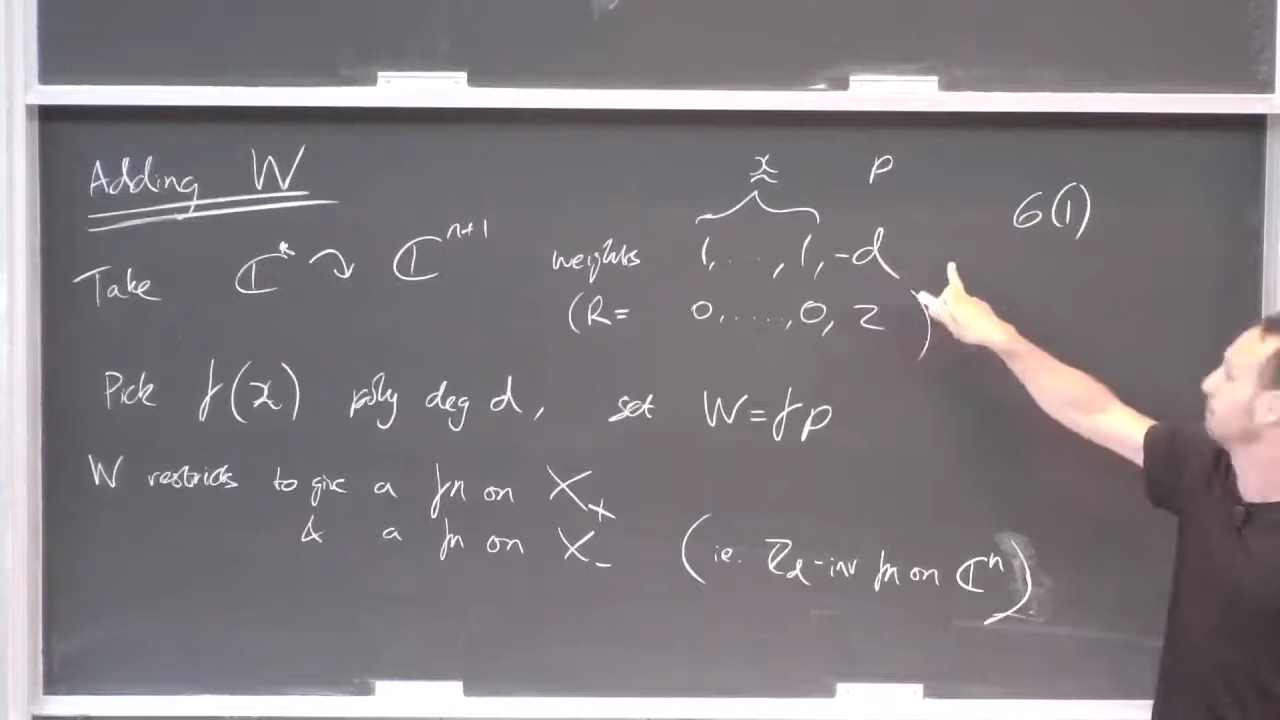 Adding W
x p
Take ℂ* ↷ ℂⁿ⁺¹ weights 1, ..., 1, -d
(R= 0, ....., 0, 2 )
𝒪(1)
Pick f(x) poly deg d, set W=fp
W restricts to give a fn on X₊
& a fn on X₋ (ie. ℤ_d-inv fn on ℂⁿ)